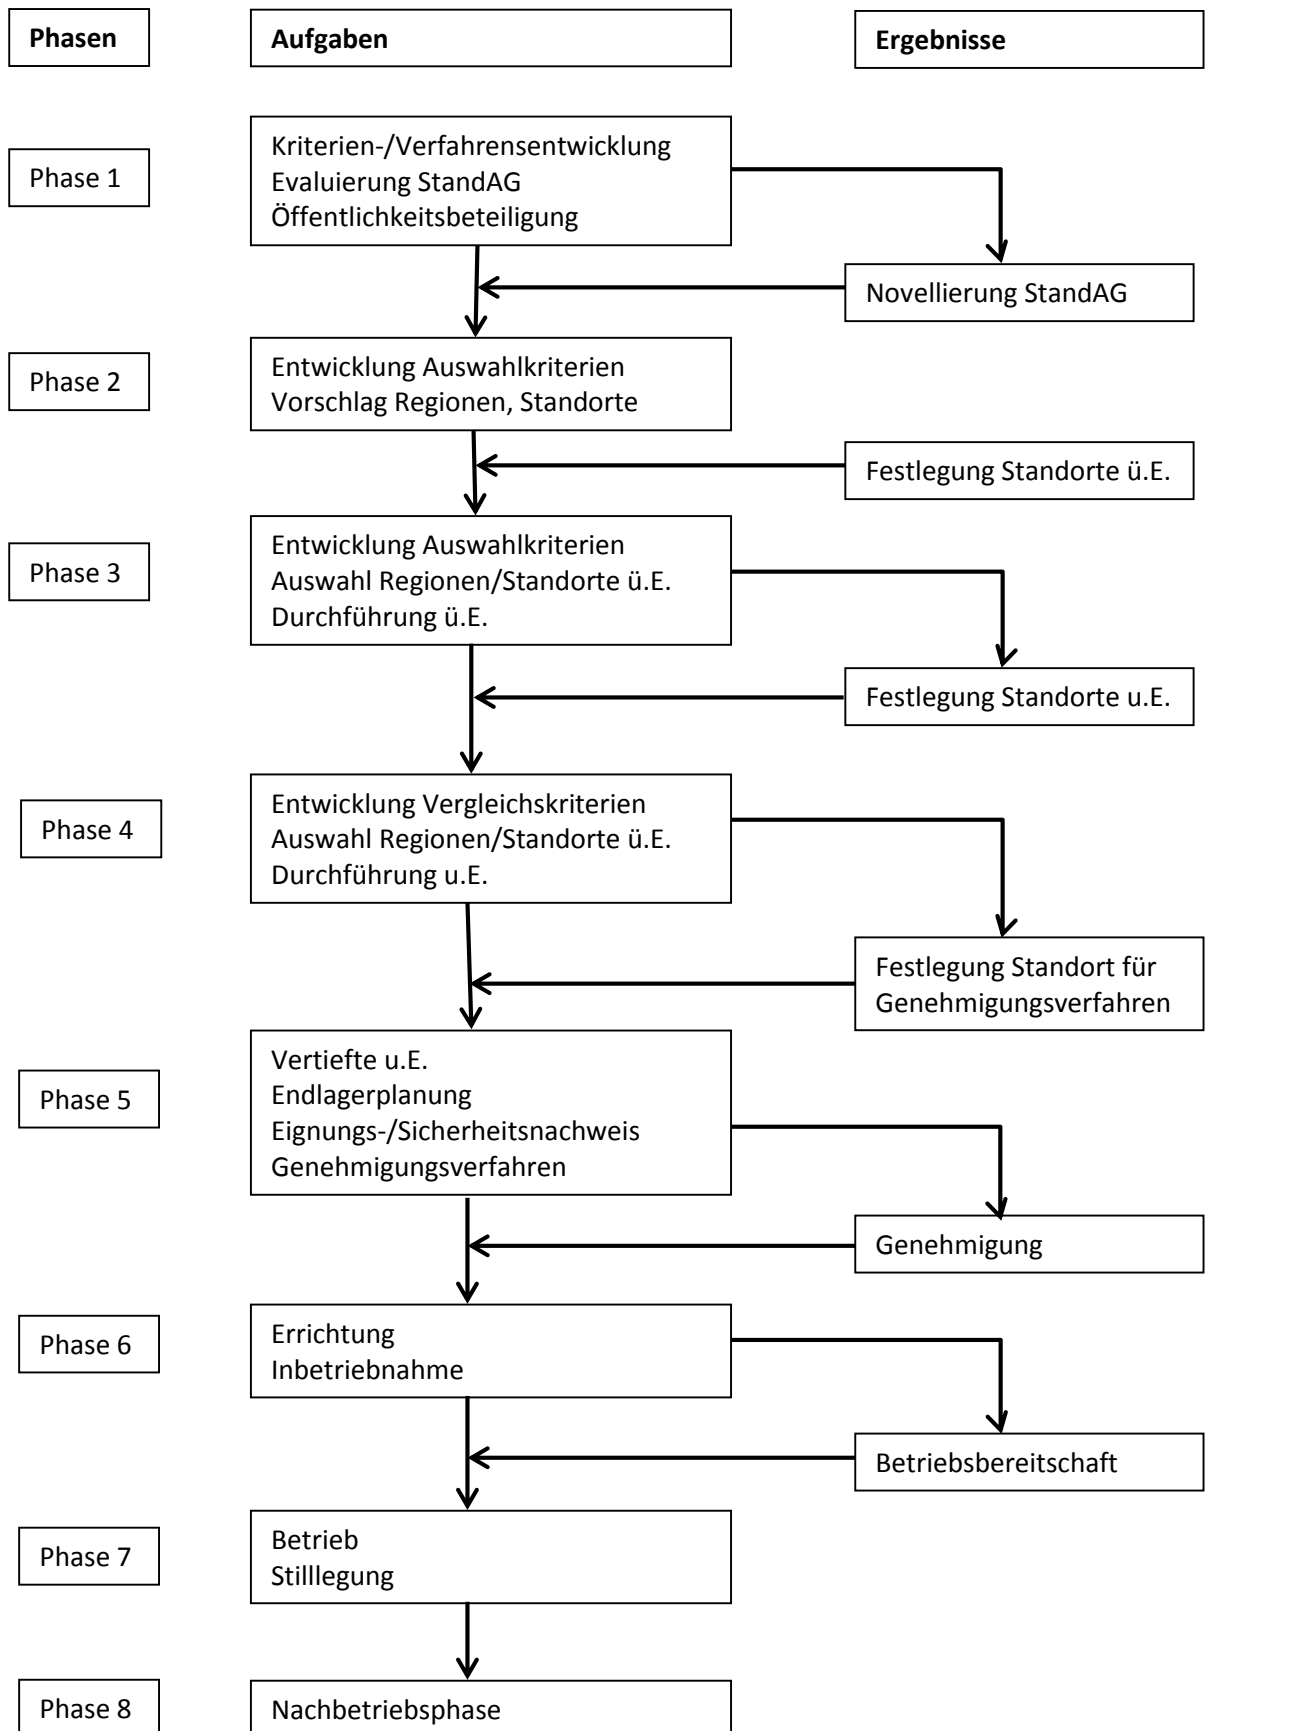 Phasen
Aufgaben
Ergebnisse
Phase 1
Kriterien-/Verfahrensentwicklung
Evaluierung StandAG
Öffentlichkeitsbeteiligung
Novellierung StandAG
Phase 2
Entwicklung Auswahlkriterien
Vorschlag Regionen, Standorte
Festlegung Standorte ü.E.
Phase 3
Entwicklung Auswahlkriterien
Auswahl Regionen/Standorte ü.E.
Durchführung ü.E.
Festlegung Standorte u.E.
Phase 4
Entwicklung Vergleichskriterien
Auswahl Regionen/Standorte ü.E.
Durchführung u.E.
Festlegung Standort für
Genehmigungsverfahren
Phase 5
Vertiefte u.E.
Endlagerplanung
Eignungs-/Sicherheitsnachweis
Genehmigungsverfahren
Genehmigung
Phase 6
Errichtung
Inbetriebnahme
Betriebsbereitschaft
Phase 7
Betrieb
Stilllegung
Phase 8
Nachbetriebsphase